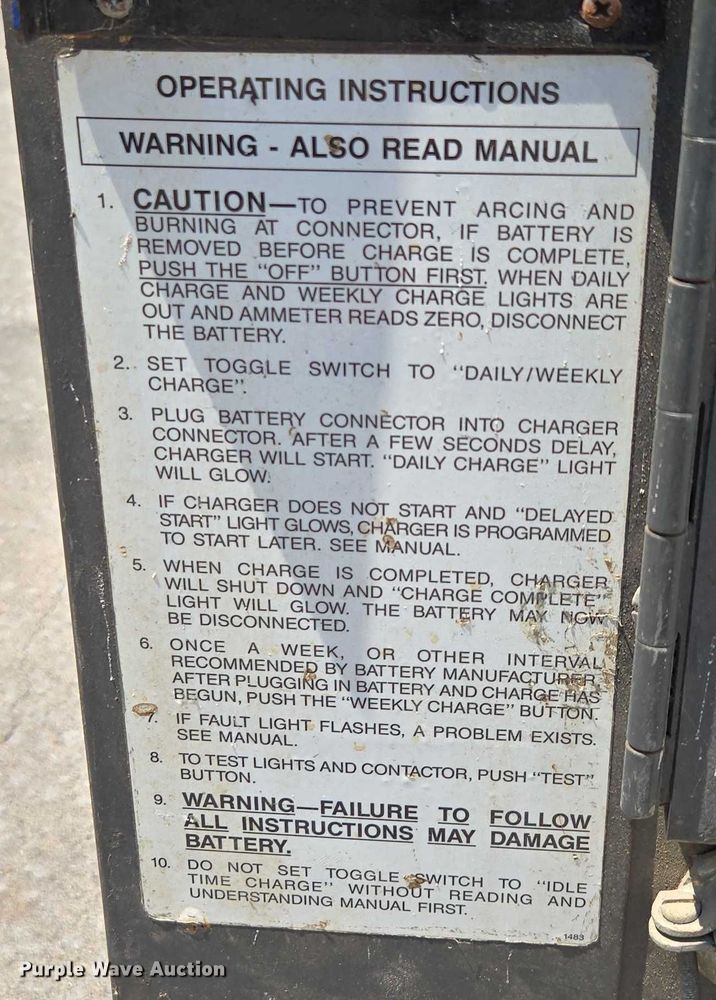 OPERATING INSTRUCTIONS
WARNING - ALSO READ MANUAL
1. CAUTION—TO PREVENT ARCING AND
BURNING AT CONNECTOR, IF BATTERY IS
REMOVED BEFORE CHARGE IS COMPLETE,
PUSH THE "OFF" BUTTON FIRST. WHEN DAILY
CHARGE AND WEEKLY CHARGE LIGHTS ARE
OUT AND AMMETER READS ZERO, DISCONNECT
THE BATTERY.
2. SET TOGGLE SWITCH TO "DAILY/WEEKLY
CHARGE".
3. PLUG BATTERY CONNECTOR INTO CHARGER
CONNECTOR. AFTER A FEW SECONDS DELAY,
CHARGER WILL START. "DAILY CHARGE" LIGHT
WILL GLOW.
4. IF CHARGER DOES NOT START AND "DELAYED
START" LIGHT GLOWS, CHARGER IS PROGRAMMED
TO START LATER. SEE MANUAL.
5. WHEN CHARGE IS COMPLETED, CHARGER
WILL SHUT DOWN AND "CHARGE COMPLETE"
LIGHT WILL GLOW. THE BATTERY MAY NOW
BE DISCONNECTED.
6. ONCE A WEEK, OR OTHER INTERVAL
RECOMMENDED BY BATTERY MANUFACTURER,
AFTER PLUGGING IN BATTERY AND CHARGE HAS
BEGUN, PUSH THE "WEEKLY CHARGE" BUTTON.
7. IF FAULT LIGHT FLASHES, A PROBLEM EXISTS.
SEE MANUAL.
8. TO TEST LIGHTS AND CONTACTOR, PUSH "TEST"
BUTTON.
9. WARNING—FAILURE TO FOLLOW
ALL INSTRUCTIONS MAY DAMAGE
BATTERY.
10. DO NOT SET TOGGLE SWITCH TO "IDLE
TIME CHARGE" WITHOUT READING AND
UNDERSTANDING MANUAL FIRST.
1483
Purple Wave Auction